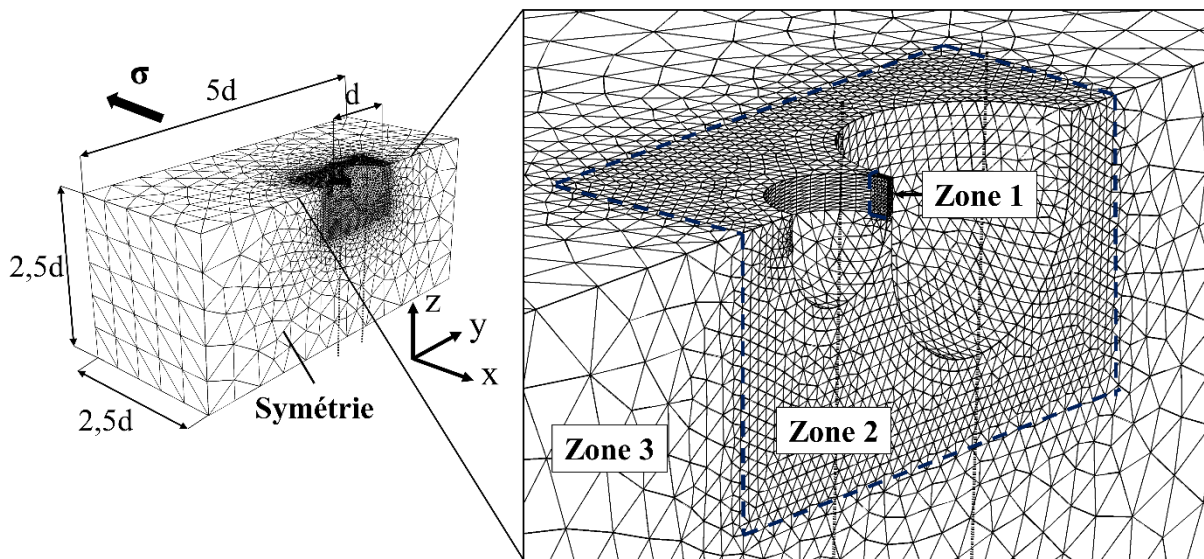 σ
5d
d
2,5d
2,5d
z
y
x
Symétrie
Zone 1
Zone 2
Zone 3